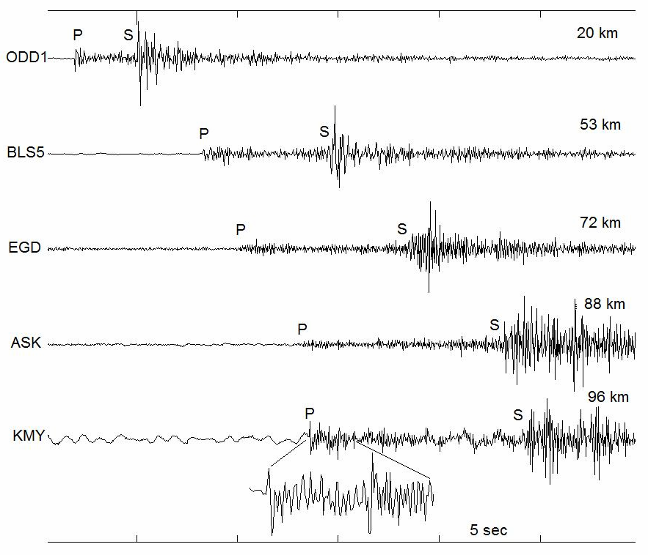 P S 20 km
ODD1
P S 53 km
BLS5
P S 72 km
EGD
P S 88 km
ASK
P S 96 km
KMY
5 sec